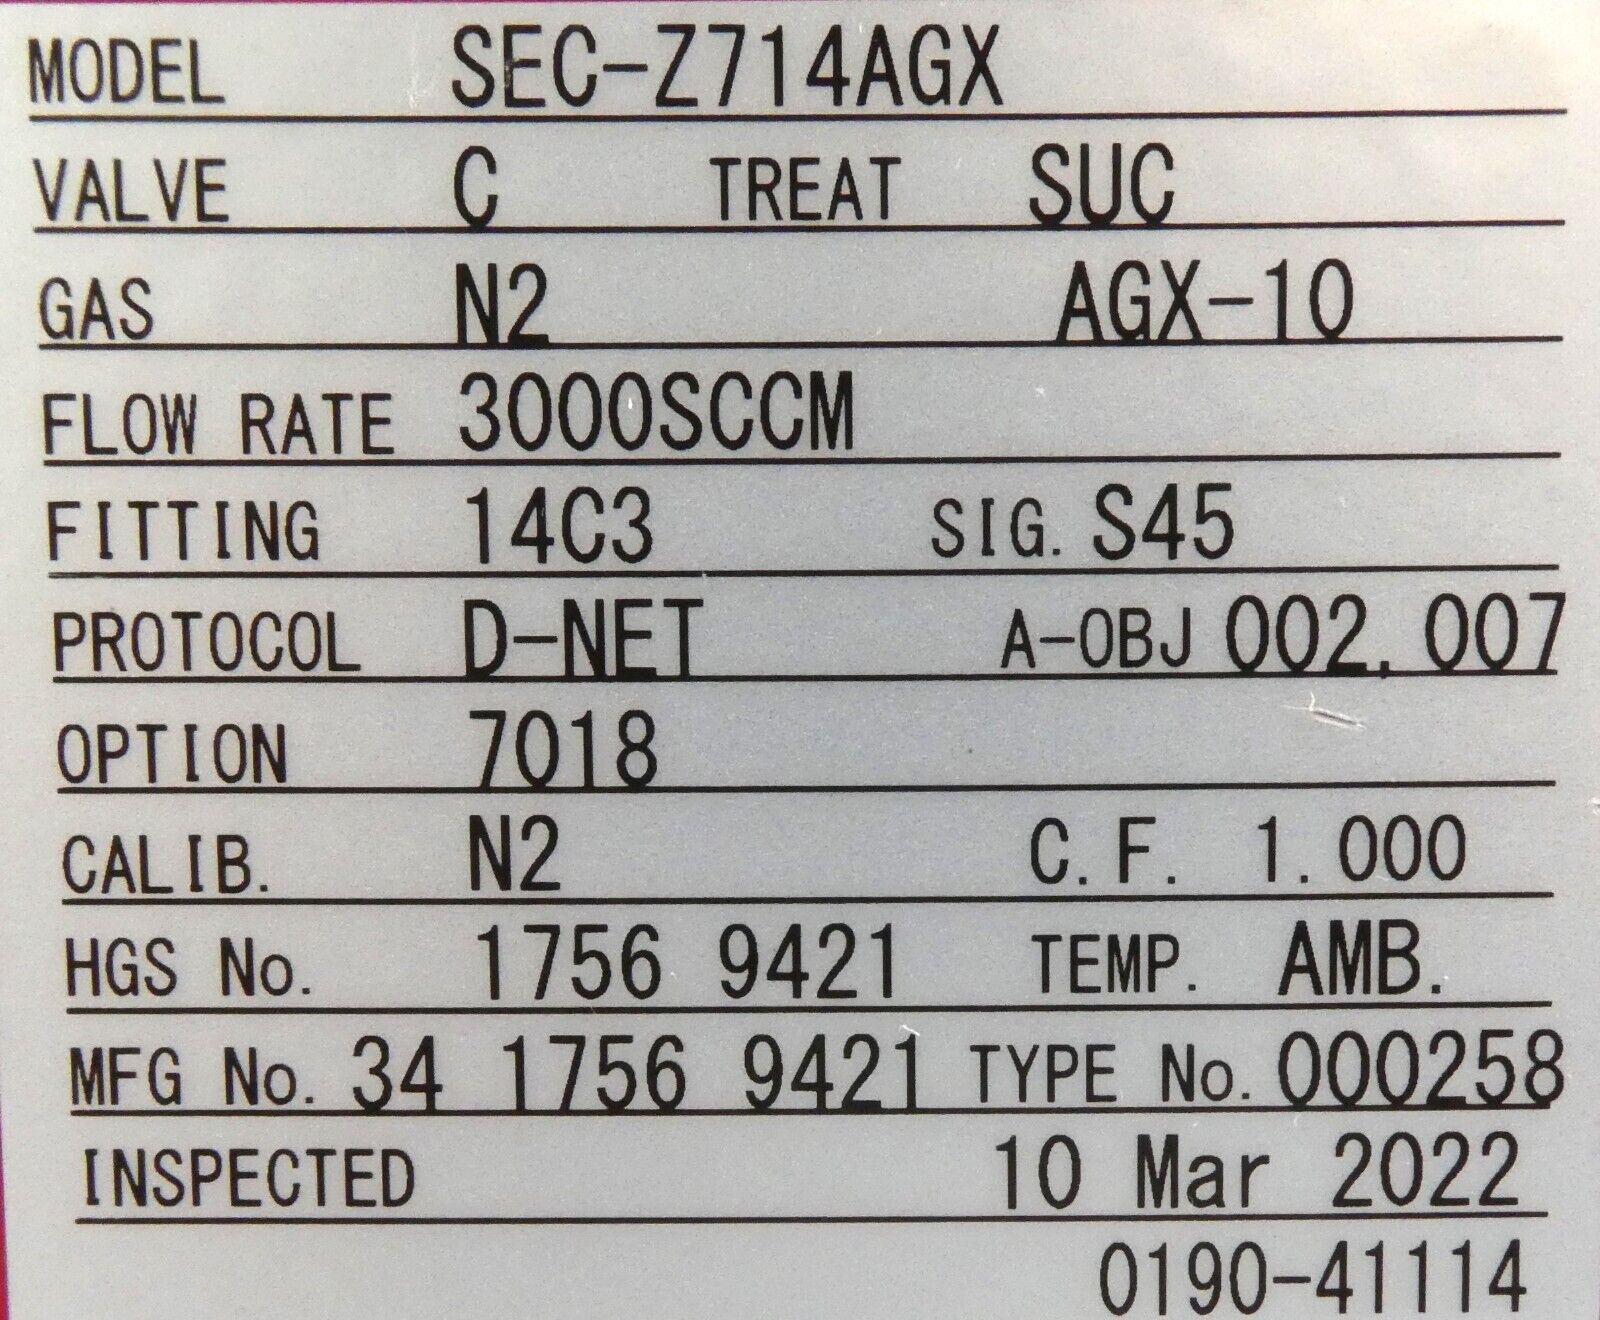 MODEL SEC-Z714AGX
VALVE C TREAT SUC
GAS N2 AGX-10
FLOW RATE 3000SCCM
FITTING 14C3 SIG. S45
PROTOCOL D-NET A-OBJ 002.007
OPTION 7018
CALIB. N2 C.F. 1.000
HGS No. 1756 9421 TEMP. AMB.
MFG No. 34 1756 9421 TYPE No. 000258
INSPECTED 10 Mar 2022
0190-41114